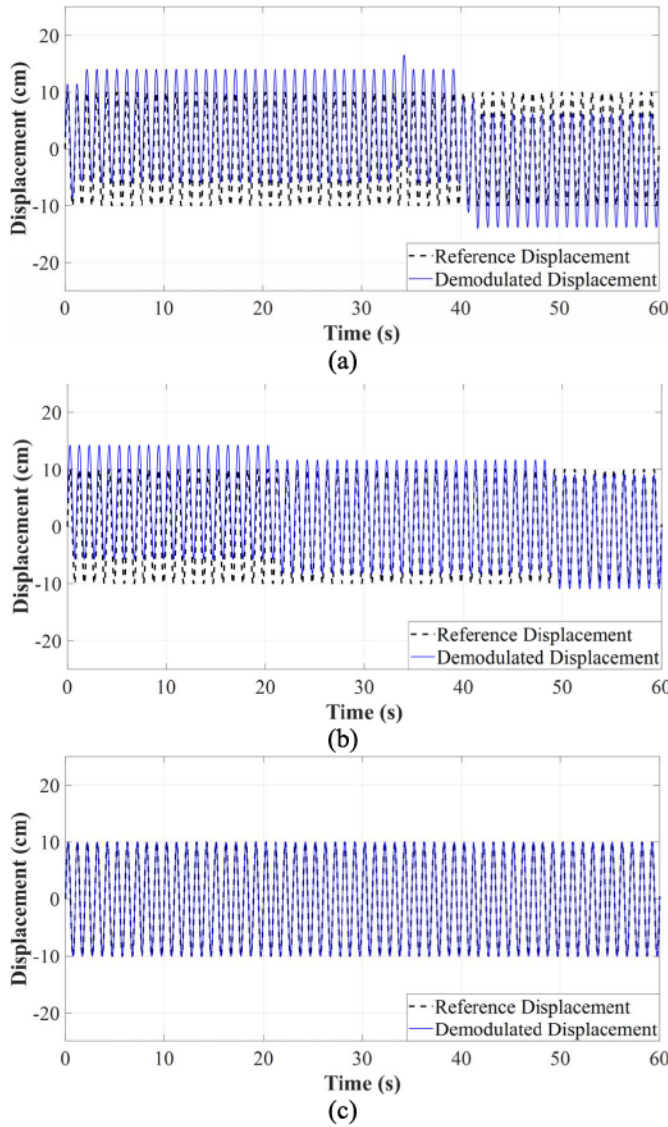 20
10
0
-10
-20
Displacement (cm)
Reference Displacement
Demodulated Displacement
0 10 20 30 40 50 60
Time (s)
(a)
20
10
0
-10
-20
Displacement (cm)
Reference Displacement
Demodulated Displacement
0 10 20 30 40 50 60
Time (s)
(b)
20
10
0
-10
-20
Displacement (cm)
Reference Displacement
Demodulated Displacement
0 10 20 30 40 50 60
Time (s)
(c)